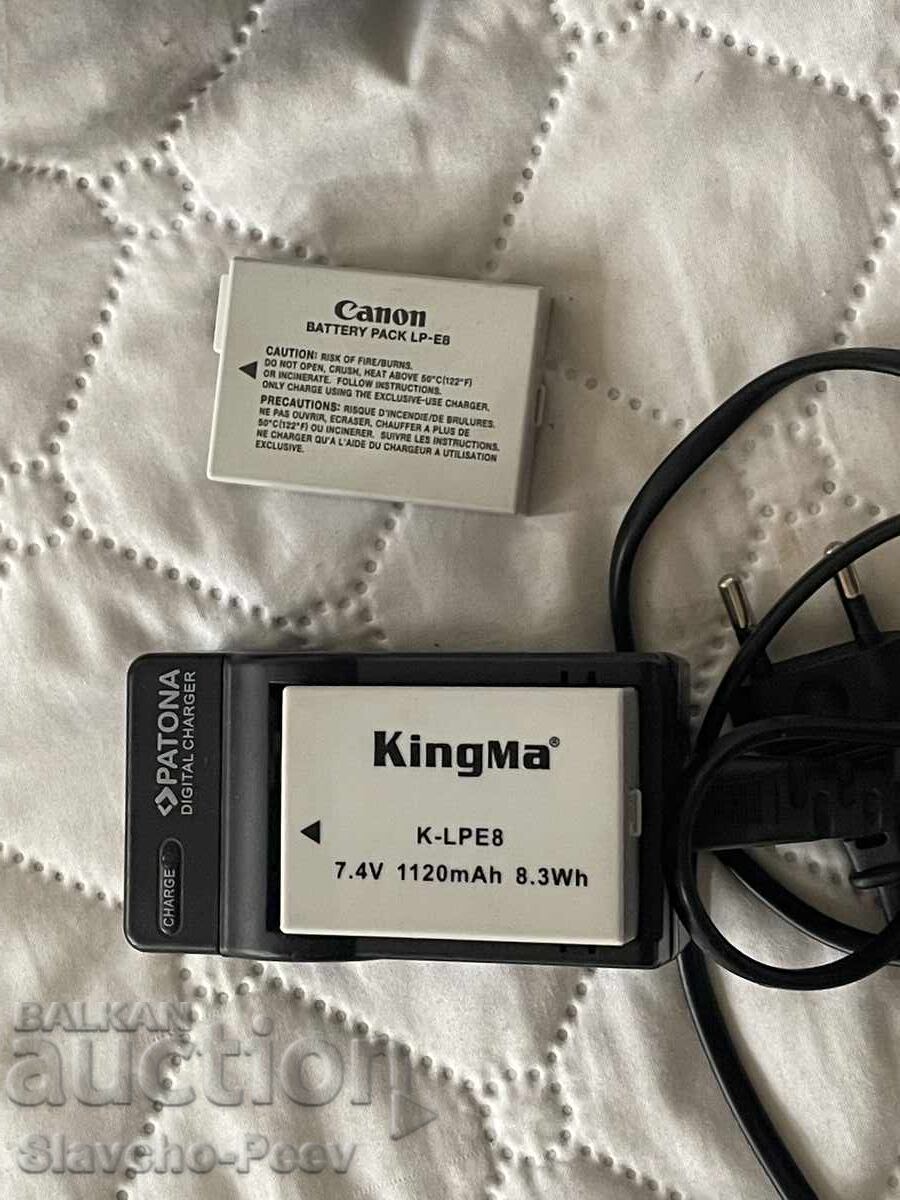 Canon
BATTERY PACK LP-E8
CAUTION: RISK OF FIRE/BURNS.
DO NOT OPEN, CRUSH, HEAT ABOVE 50°C(122°F)
OR INCINERATE. FOLLOW INSTRUCTIONS.
ONLY CHARGE USING THE EXCLUSIVE-USE CHARGER.
PRECAUTIONS: RISQUE D'INCENDIE/DE BRULURES.
NE PAS OUVRIR, ECRASER, CHAUFFER A PLUS DE
50°C(122°F) OU INCINERER. SUIVRE LES INSTRUCTIONS.
NE CHARGER QU'A L'AIDE DU CHARGEUR A UTILISATION
EXCLUSIVE.
PATONA
DIGITAL CHARGER
CHARGE
KingMa®
K-LPE8
7.4V 1120mAh 8.3Wh
BALKAN
auction
Slavcho-Peev